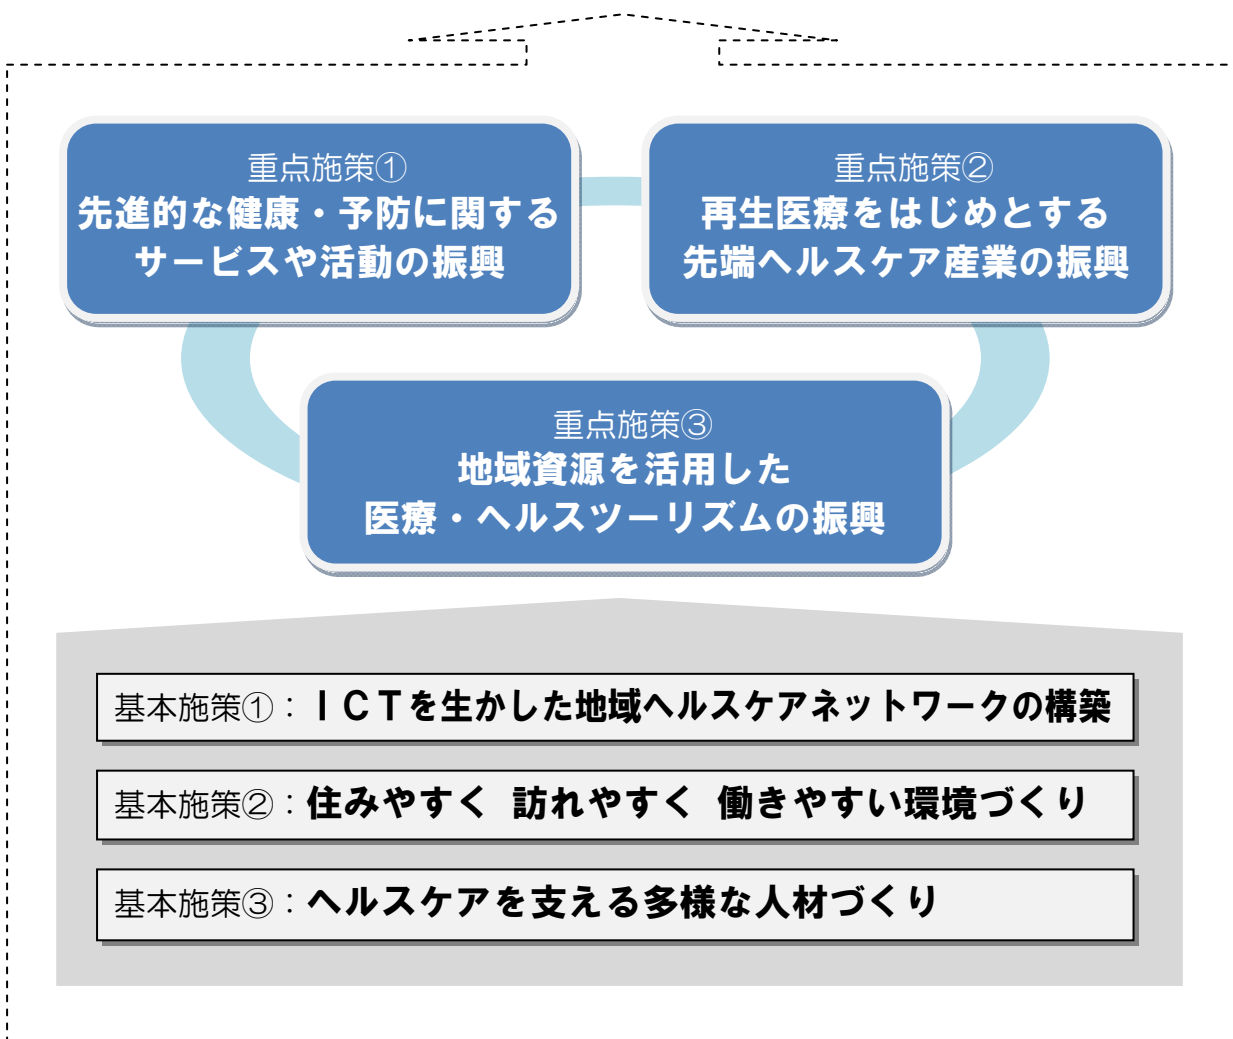 重点施策①
先進的な健康・予防に関する
サービスや活動の振興
重点施策②
再生医療をはじめとする
先端ヘルスケア産業の振興
重点施策③
地域資源を活用した
医療・ヘルスツーリズムの振興
基本施策①：ＩＣＴを生かした地域ヘルスケアネットワークの構築
基本施策②：住みやすく 訪れやすく 働きやすい環境づくり
基本施策③：ヘルスケアを支える多様な人材づくり